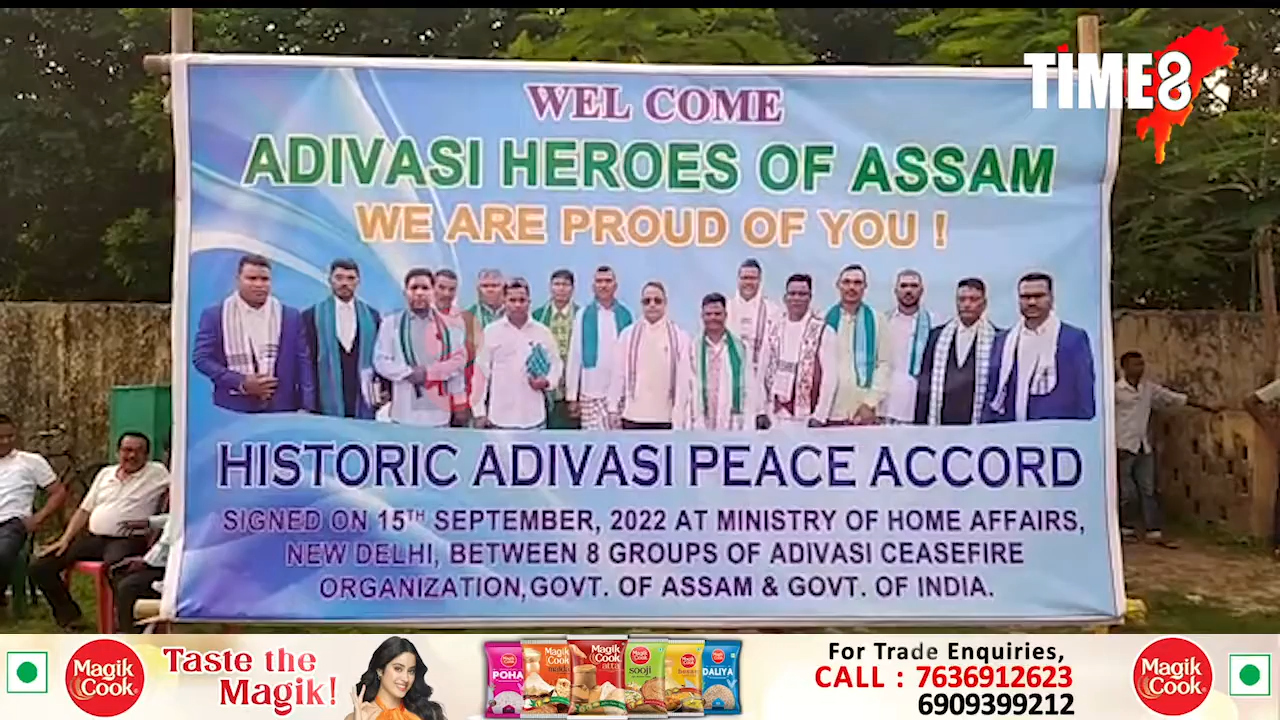 TIME8
WEL COME
ADIVASI HEROES OF ASSAM
WE ARE PROUD OF YOU !
HISTORIC ADIVASI PEACE ACCORD
SIGNED ON 15TH SEPTEMBER, 2022 AT MINISTRY OF HOME AFFAIRS,
NEW DELHI, BETWEEN 8 GROUPS OF ADIVASI CEASEFIRE
ORGANIZATION,GOVT. OF ASSAM & GOVT. OF INDIA.
Magik
Cook
Taste the
Magik!
POHA
Magik
Cook
atta
sooji
besan
DALIYA
For Trade Enquiries,
CALL : 7636912623
6909399212
Magik
Cook